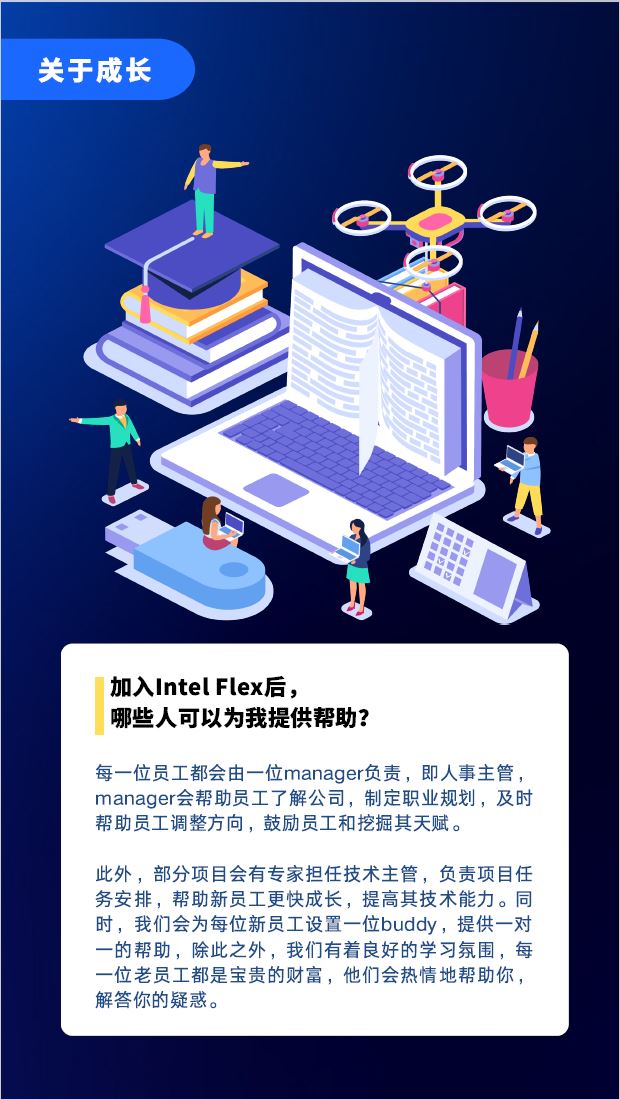 关于成长
加入Intel Flex后，
哪些人可以为我提供帮助？
每一位员工都会由一位manager负责，即人事主管，
manager会帮助员工了解公司，制定职业规划，及时
帮助员工调整方向，鼓励员工和挖掘其天赋。
此外，部分项目会有专家担任技术主管，负责项目任
务安排，帮助新员工更快成长，提高其技术能力。同
时，我们会为每位新员工设置一位buddy，提供一对
一的帮助，除此之外，我们有着良好的学习氛围，每
一位老员工都是宝贵的财富，他们会热情地帮助你，
解答你的疑惑。